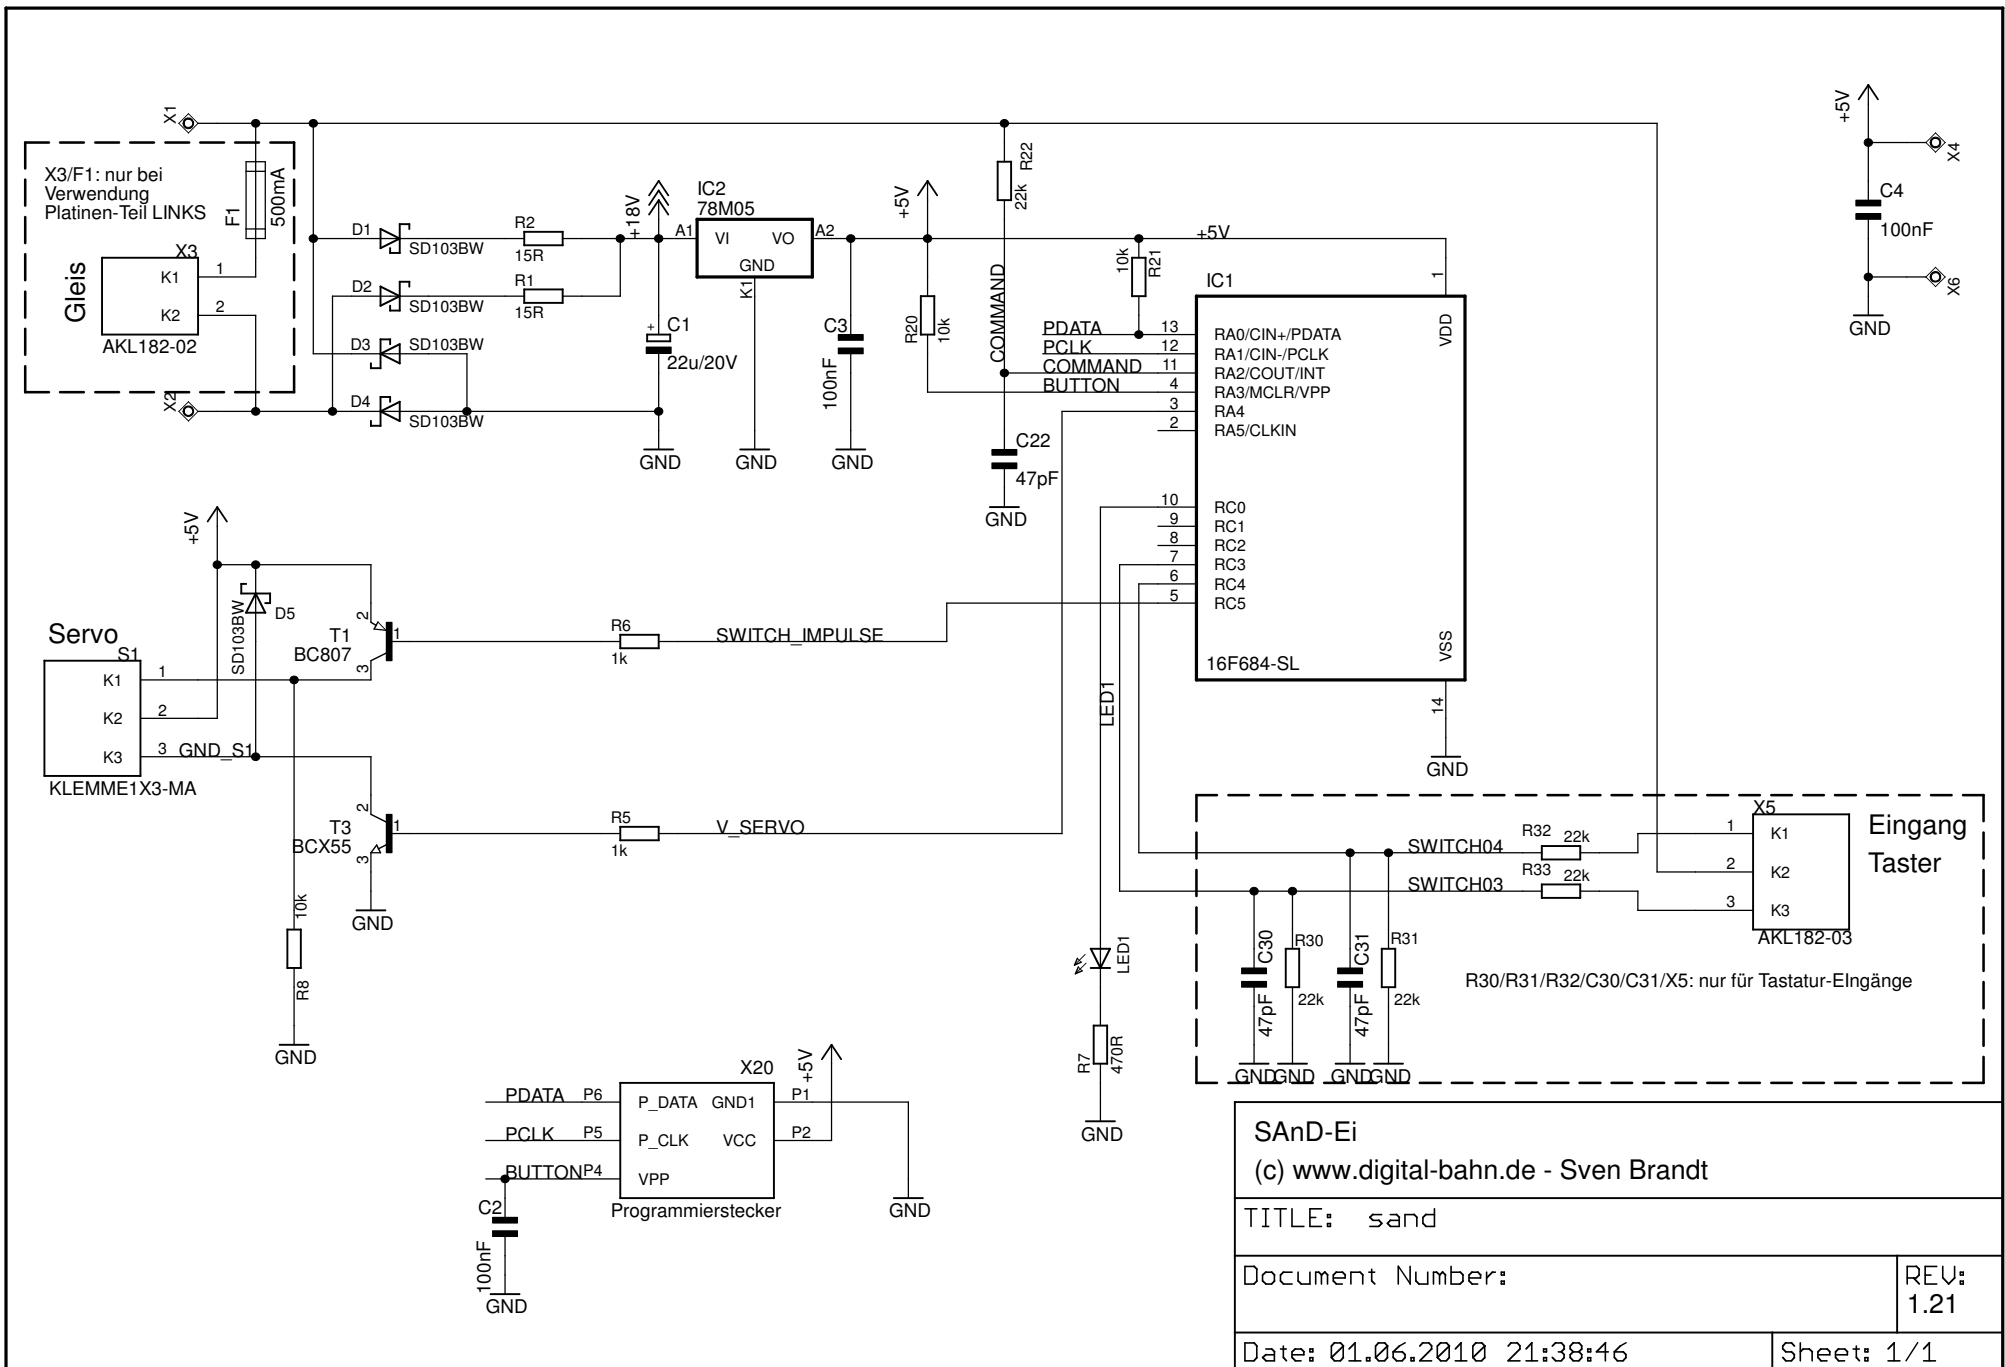 X1
X3/F1: nur bei
Verwendung
Platinen-Teil LINKS
F1
500mA
Gleis
X3
K1
1
K2
2
AKL182-02
X2
D1
SD103BW
R2
15R
D2
SD103BW
R1
15R
D3
SD103BW
D4
SD103BW
+18V
C1
+
22u/20V
GND
IC2
78M05
A1
VI
VO
A2
GND
K1
GND
C3
100nF
GND
+5V
R20
10k
R22
22k
COMMAND
C22
47pF
GND
10k
R21
+5V
IC1
1
VDD
PDATA
13
RA0/CIN+/PDATA
PCLK
12
RA1/CIN-/PCLK
COMMAND
11
RA2/COUT/INT
BUTTON
4
RA3/MCLR/VPP
3
RA4
2
RA5/CLKIN
10
RC0
9
RC1
8
RC2
7
RC3
6
RC4
5
RC5
VSS
16F684-SL
14
GND
+5V
X4
C4
100nF
X6
GND
+5V
SD103BW
D5
Servo
S1
K1
1
K2
2
K3
3
GND_S1
KLEMME1X3-MA
2
T1
BC807
1
3
R6
1k
SWITCH_IMPULSE
2
T3
BCX55
1
3
GND
R5
1k
V_SERVO
10k
R8
GND
LED1
LED1
R7
470R
GND
X5
Eingang
Taster
1
K1
2
K2
3
K3
AKL182-03
SWITCH04
R32
22k
SWITCH03
R33
22k
C30
47pF
R30
22k
C31
47pF
R31
22k
GND
GND
GND
GND
R30/R31/R32/C30/C31/X5: nur für Tastatur-EIngänge
X20
+5V
PDATA
P6
P_DATA
GND1
P1
PCLK
P5
P_CLK
VCC
P2
BUTTON
P4
VPP
Programmierstecker
GND
C2
100nF
GND
SAnD-Ei
(c) www.digital-bahn.de - Sven Brandt
TITLE: sand
Document Number:
REV:
1.21
Date: 01.06.2010 21:38:46
Sheet: 1/1